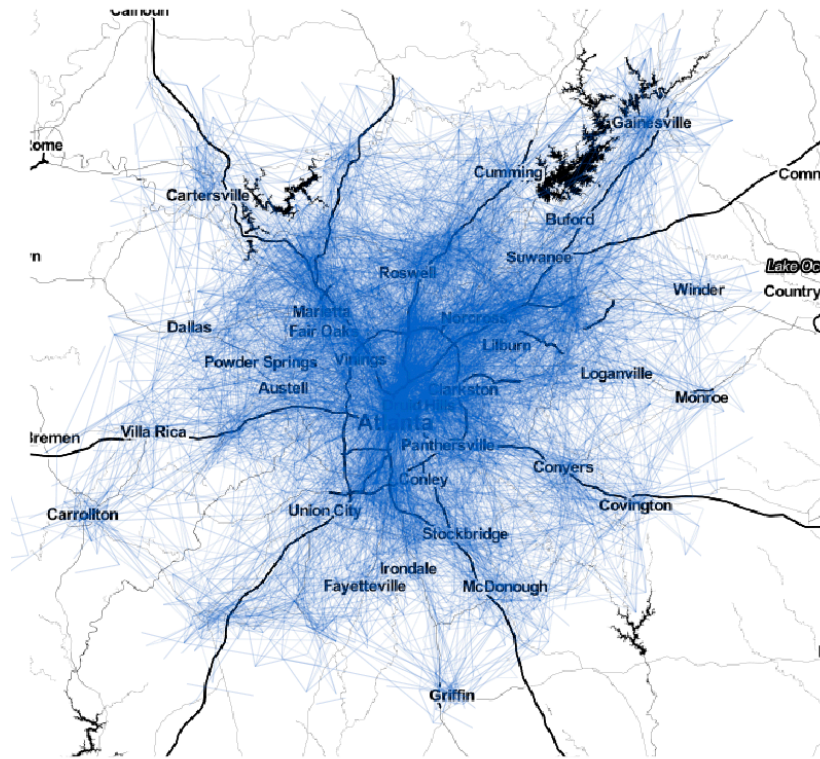 Calhoun
Gainesville
Rome
Cumming
Comm
Cartersville
Buford
Suwanee
Roswell
Lake Oc
Winder
Country
Marietta
Norcross
Dallas
Fair Oaks
Lilburn
Vinings
Powder Springs
Loganville
Austell
Clarkston
Monroe
Druid Hills
Atlanta
Villa Rica
Bremen
Panthersville
Conyers
Conley
Covington
Carrollton
Union City
Stockbridge
Irondale
Fayetteville
McDonough
Griffin